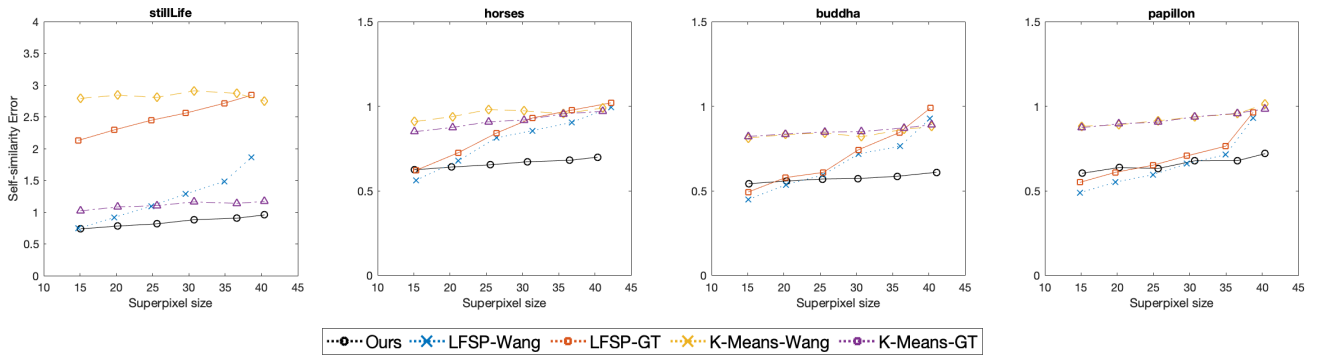 stillLife
horses
buddha
papillon
Self-similarity Error
4
3.5
3
2.5
2
1.5
1
0.5
0
10 15 20 25 30 35 40 45
Superpixel size
1.5
1
0.5
0
10 15 20 25 30 35 40 45
Superpixel size
1.5
1
0.5
0
10 15 20 25 30 35 40 45
Superpixel size
1.5
1
0.5
0
10 15 20 25 30 35 40 45
Superpixel size
Ours LFSP-Wang LFSP-GT K-Means-Wang K-Means-GT